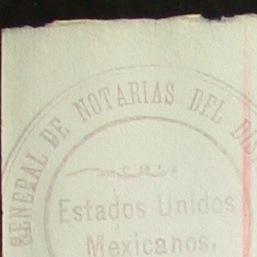 GENERAL DE NOTARIAS DEL
Estados Unidos
Mexicanos.